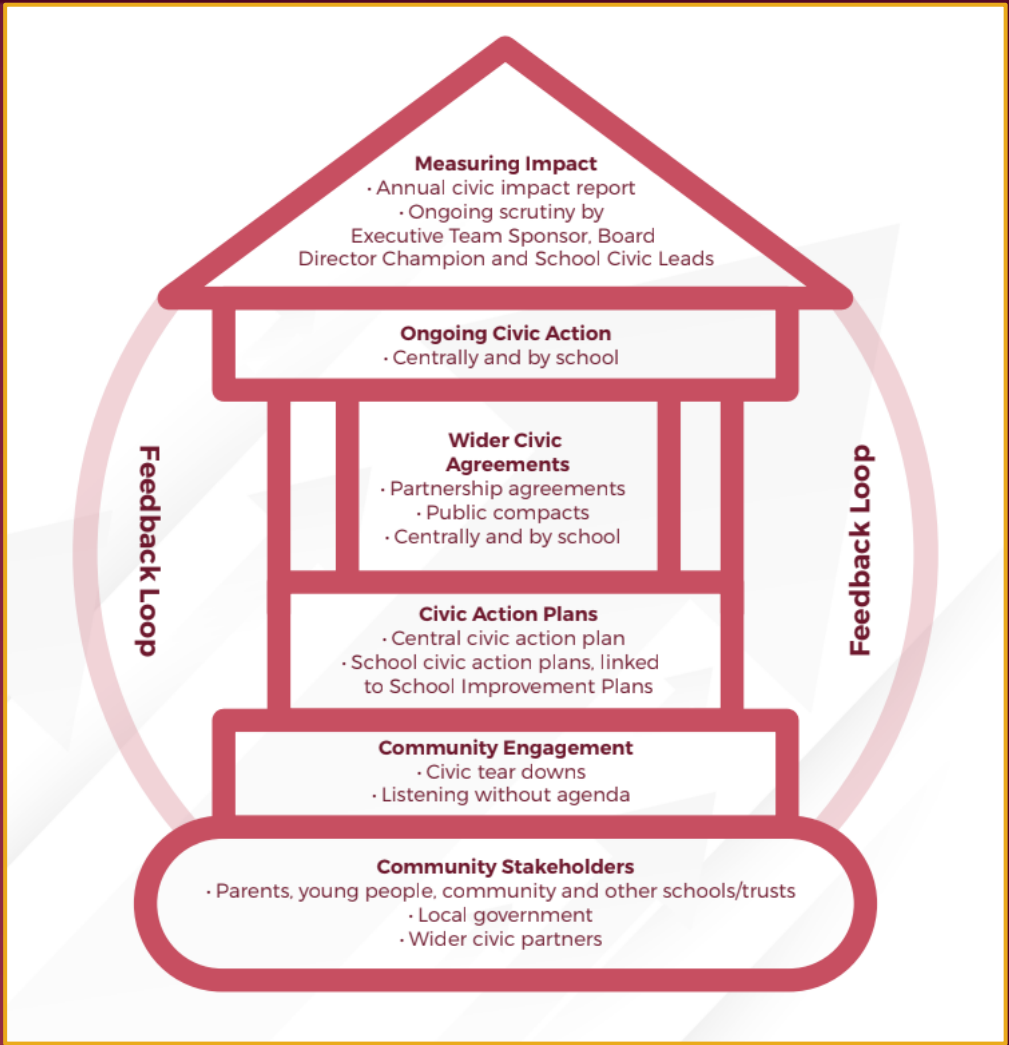 Measuring Impact
· Annual civic impact report
· Ongoing scrutiny by
Executive Team Sponsor, Board
Director Champion and School Civic Leads
Ongoing Civic Action
· Centrally and by school
Wider Civic
Agreements
· Partnership agreements
· Public compacts
· Centrally and by school
Feedback Loop
Feedback Loop
Civic Action Plans
· Central civic action plan
· School civic action plans, linked
to School Improvement Plans
Community Engagement
· Civic tear downs
· Listening without agenda
Community Stakeholders
· Parents, young people, community and other schools/trusts
· Local government
· Wider civic partners